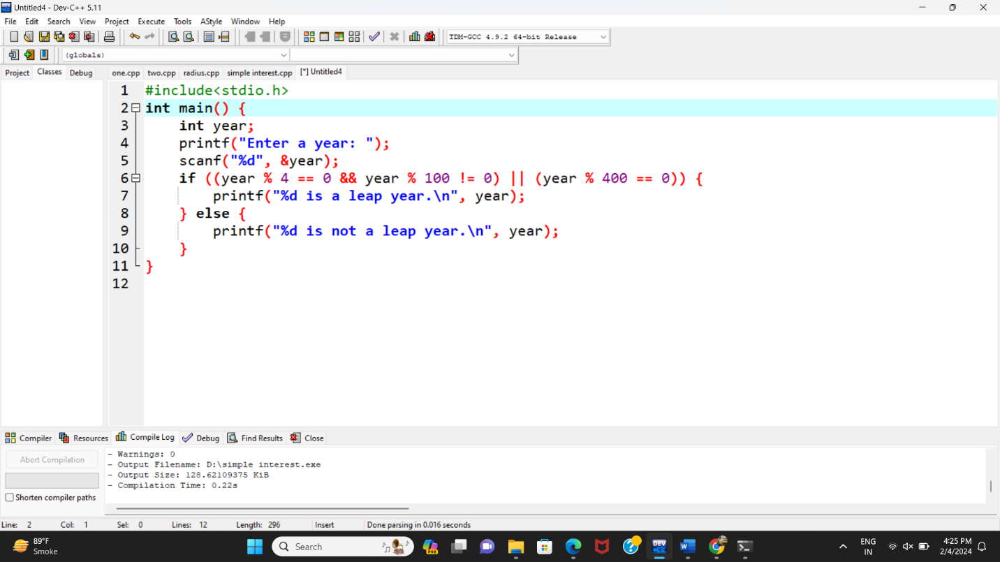 Untitled4 - Dev-C++ 5.11
File Edit Search View Project Execute Tools AStyle Window Help
TDM-GCC 4.9.2 64-bit Release
(globals)
Project Classes Debug one.cpp two.cpp radius.cpp simple interest.cpp [*] Untitled4
1 #include<stdio.h>
2 int main() {
3 int year;
4 printf("Enter a year: ");
5 scanf("%d", &year);
6 if ((year % 4 == 0 && year % 100 != 0) || (year % 400 == 0)) {
7 printf("%d is a leap year.\n", year);
8 } else {
9 printf("%d is not a leap year.\n", year);
10 }
11 }
12
Compiler Resources Compile Log Debug Find Results Close
Abort Compilation
Shorten compiler paths
- Warnings: 0
- Output Filename: D:\simple interest.exe
- Output Size: 128.62109375 KiB
- Compilation Time: 0.22s
Line: 2 Col: 1 Sel: 0 Lines: 12 Length: 296 Insert Done parsing in 0.016 seconds
89°F
Smoke
Search
PRE
DEV
W
ENG
IN
4:25 PM
2/4/2024